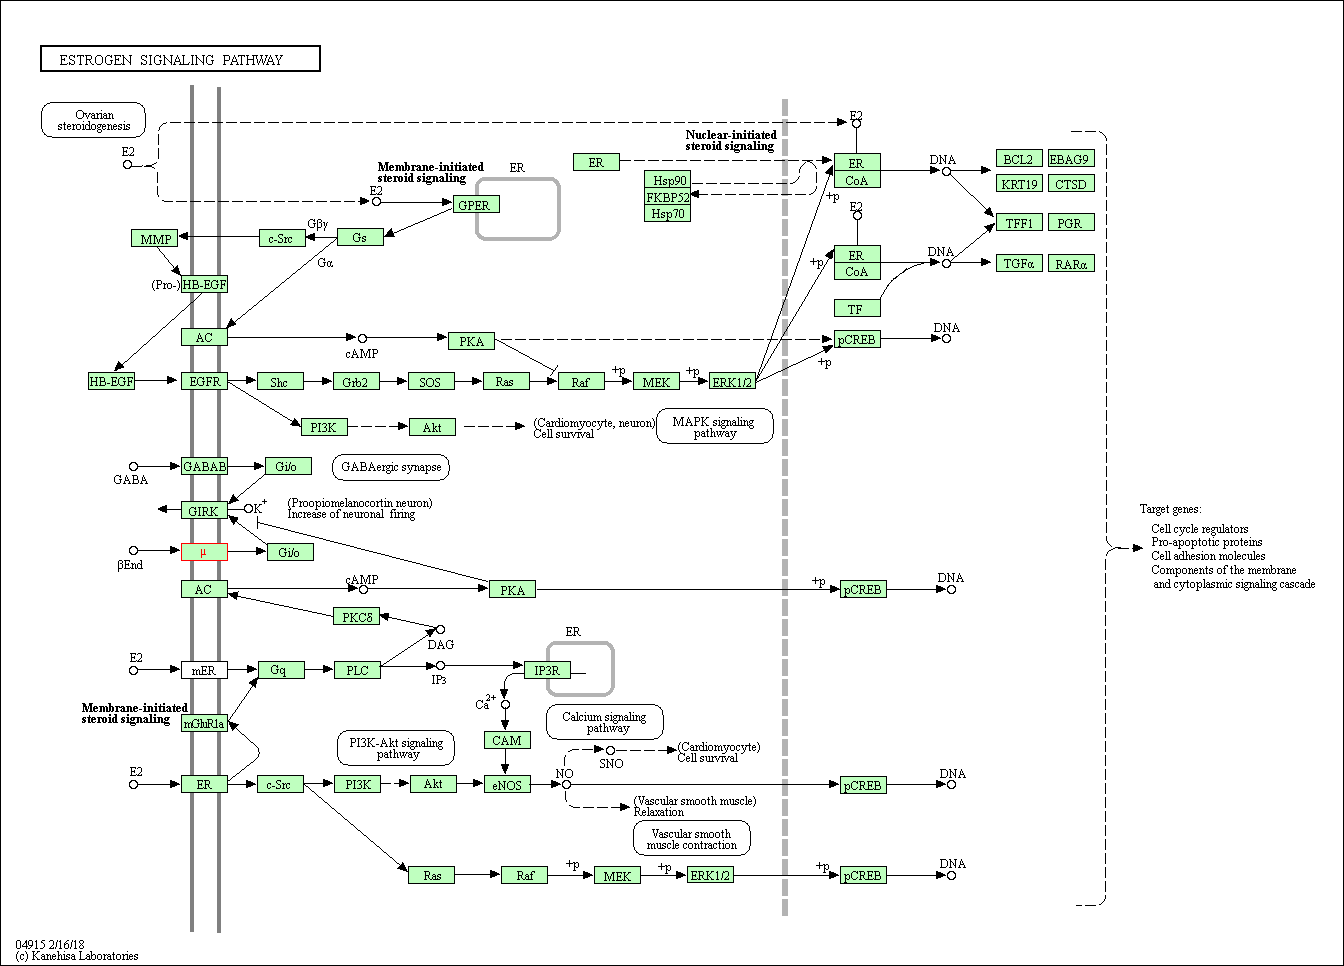 ESTROGEN SIGNALING PATHWAY
Ovarian
steroidogenesis
E2
E2
Nuclear-initiated
steroid signaling
Membrane-initiated
steroid signaling
ER
ER
E2
GPER
Hsp90
FKBP52
Hsp70
ER
CoA
DNA
BCL2
EBAG9
KRT19
CTSD
+p
E2
TFF1
PGR
MMP
c-Src
Gβγ
Gs
Gα
ER
CoA
+p
DNA
TGFα
RARα
(Pro-)
HB-EGF
TF
AC
cAMP
PKA
pCREB
DNA
+p
HB-EGF
EGFR
Shc
Grb2
SOS
Ras
Raf
+p
MEK
+p
ERK1/2
PI3K
Akt
(Cardiomyocyte, neuron)
Cell survival
MAPK signaling
pathway
GABA
GABAB
Gi/o
GABAergic synapse
GIRK
K+
(Proopiomelanocortin neuron)
Increase of neuronal firing
βEnd
μ
Gi/o
Target genes:
Cell cycle regulators
Pro-apoptotic proteins
Cell adhesion molecules
Components of the membrane
and cytoplasmic signaling cascade
AC
cAMP
PKA
+p
pCREB
DNA
PKCδ
DAG
E2
mER
Gq
PLC
IP3
ER
IP3R
Ca2+
Membrane-initiated
steroid signaling
mGluR1a
CAM
Calcium signaling
pathway
PI3K-Akt signaling
pathway
SNO
(Cardiomyocyte)
Cell survival
E2
ER
c-Src
PI3K
Akt
eNOS
NO
pCREB
DNA
(Vascular smooth muscle)
Relaxation
Vascular smooth
muscle contraction
Ras
Raf
+p
MEK
+p
ERK1/2
+p
pCREB
DNA
04915 2/16/18
(c) Kanehisa Laboratories